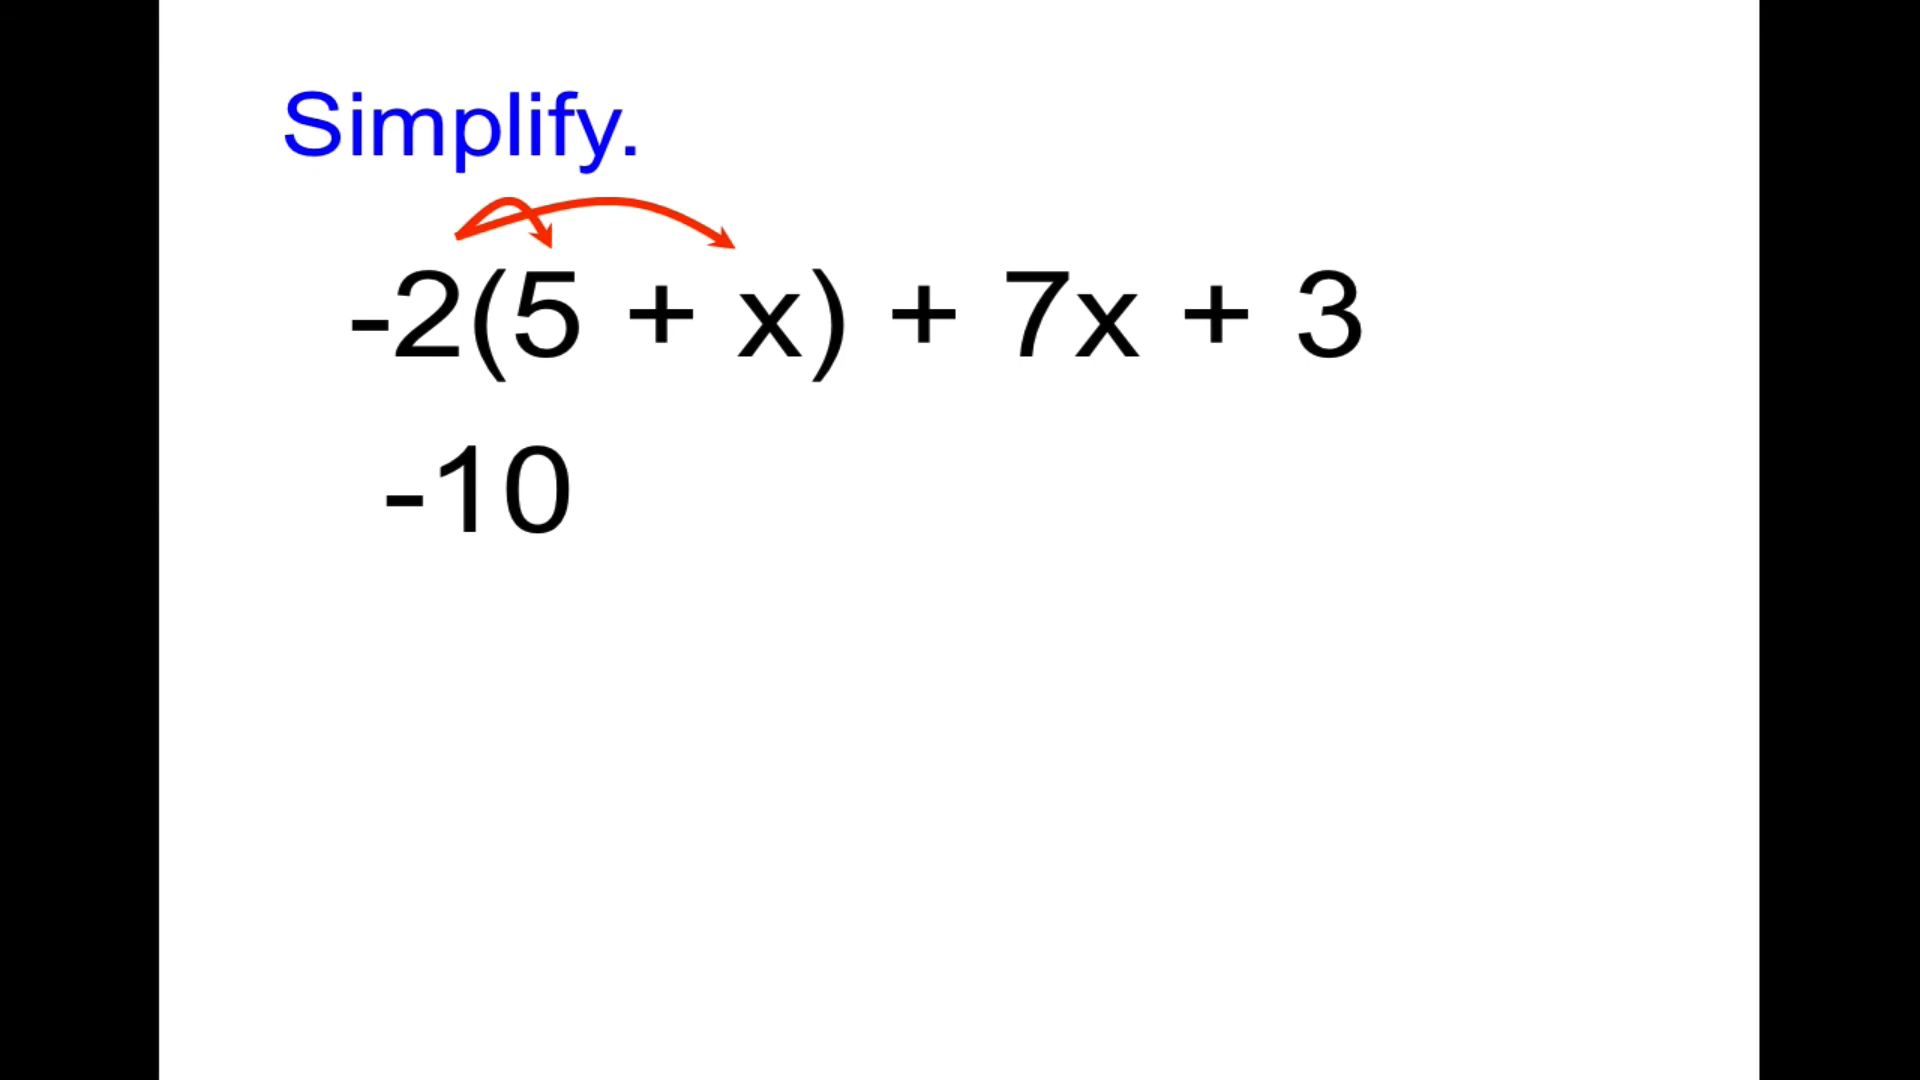 Simplify.
-2(5 + x) + 7x + 3
-10